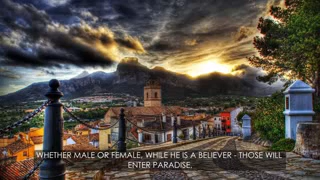 WHETHER MALE OR FEMALE, WHILE HE IS A BELIEVER - THOSE WILL
ENTER PARADISE,